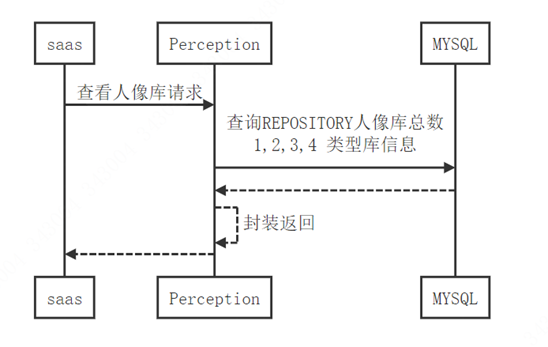 saas Perception MYSQL
查看人像库请求
查询REPOSITORY人像库总数
1,2,3,4 类型库信息
封装返回
saas Perception MYSQL